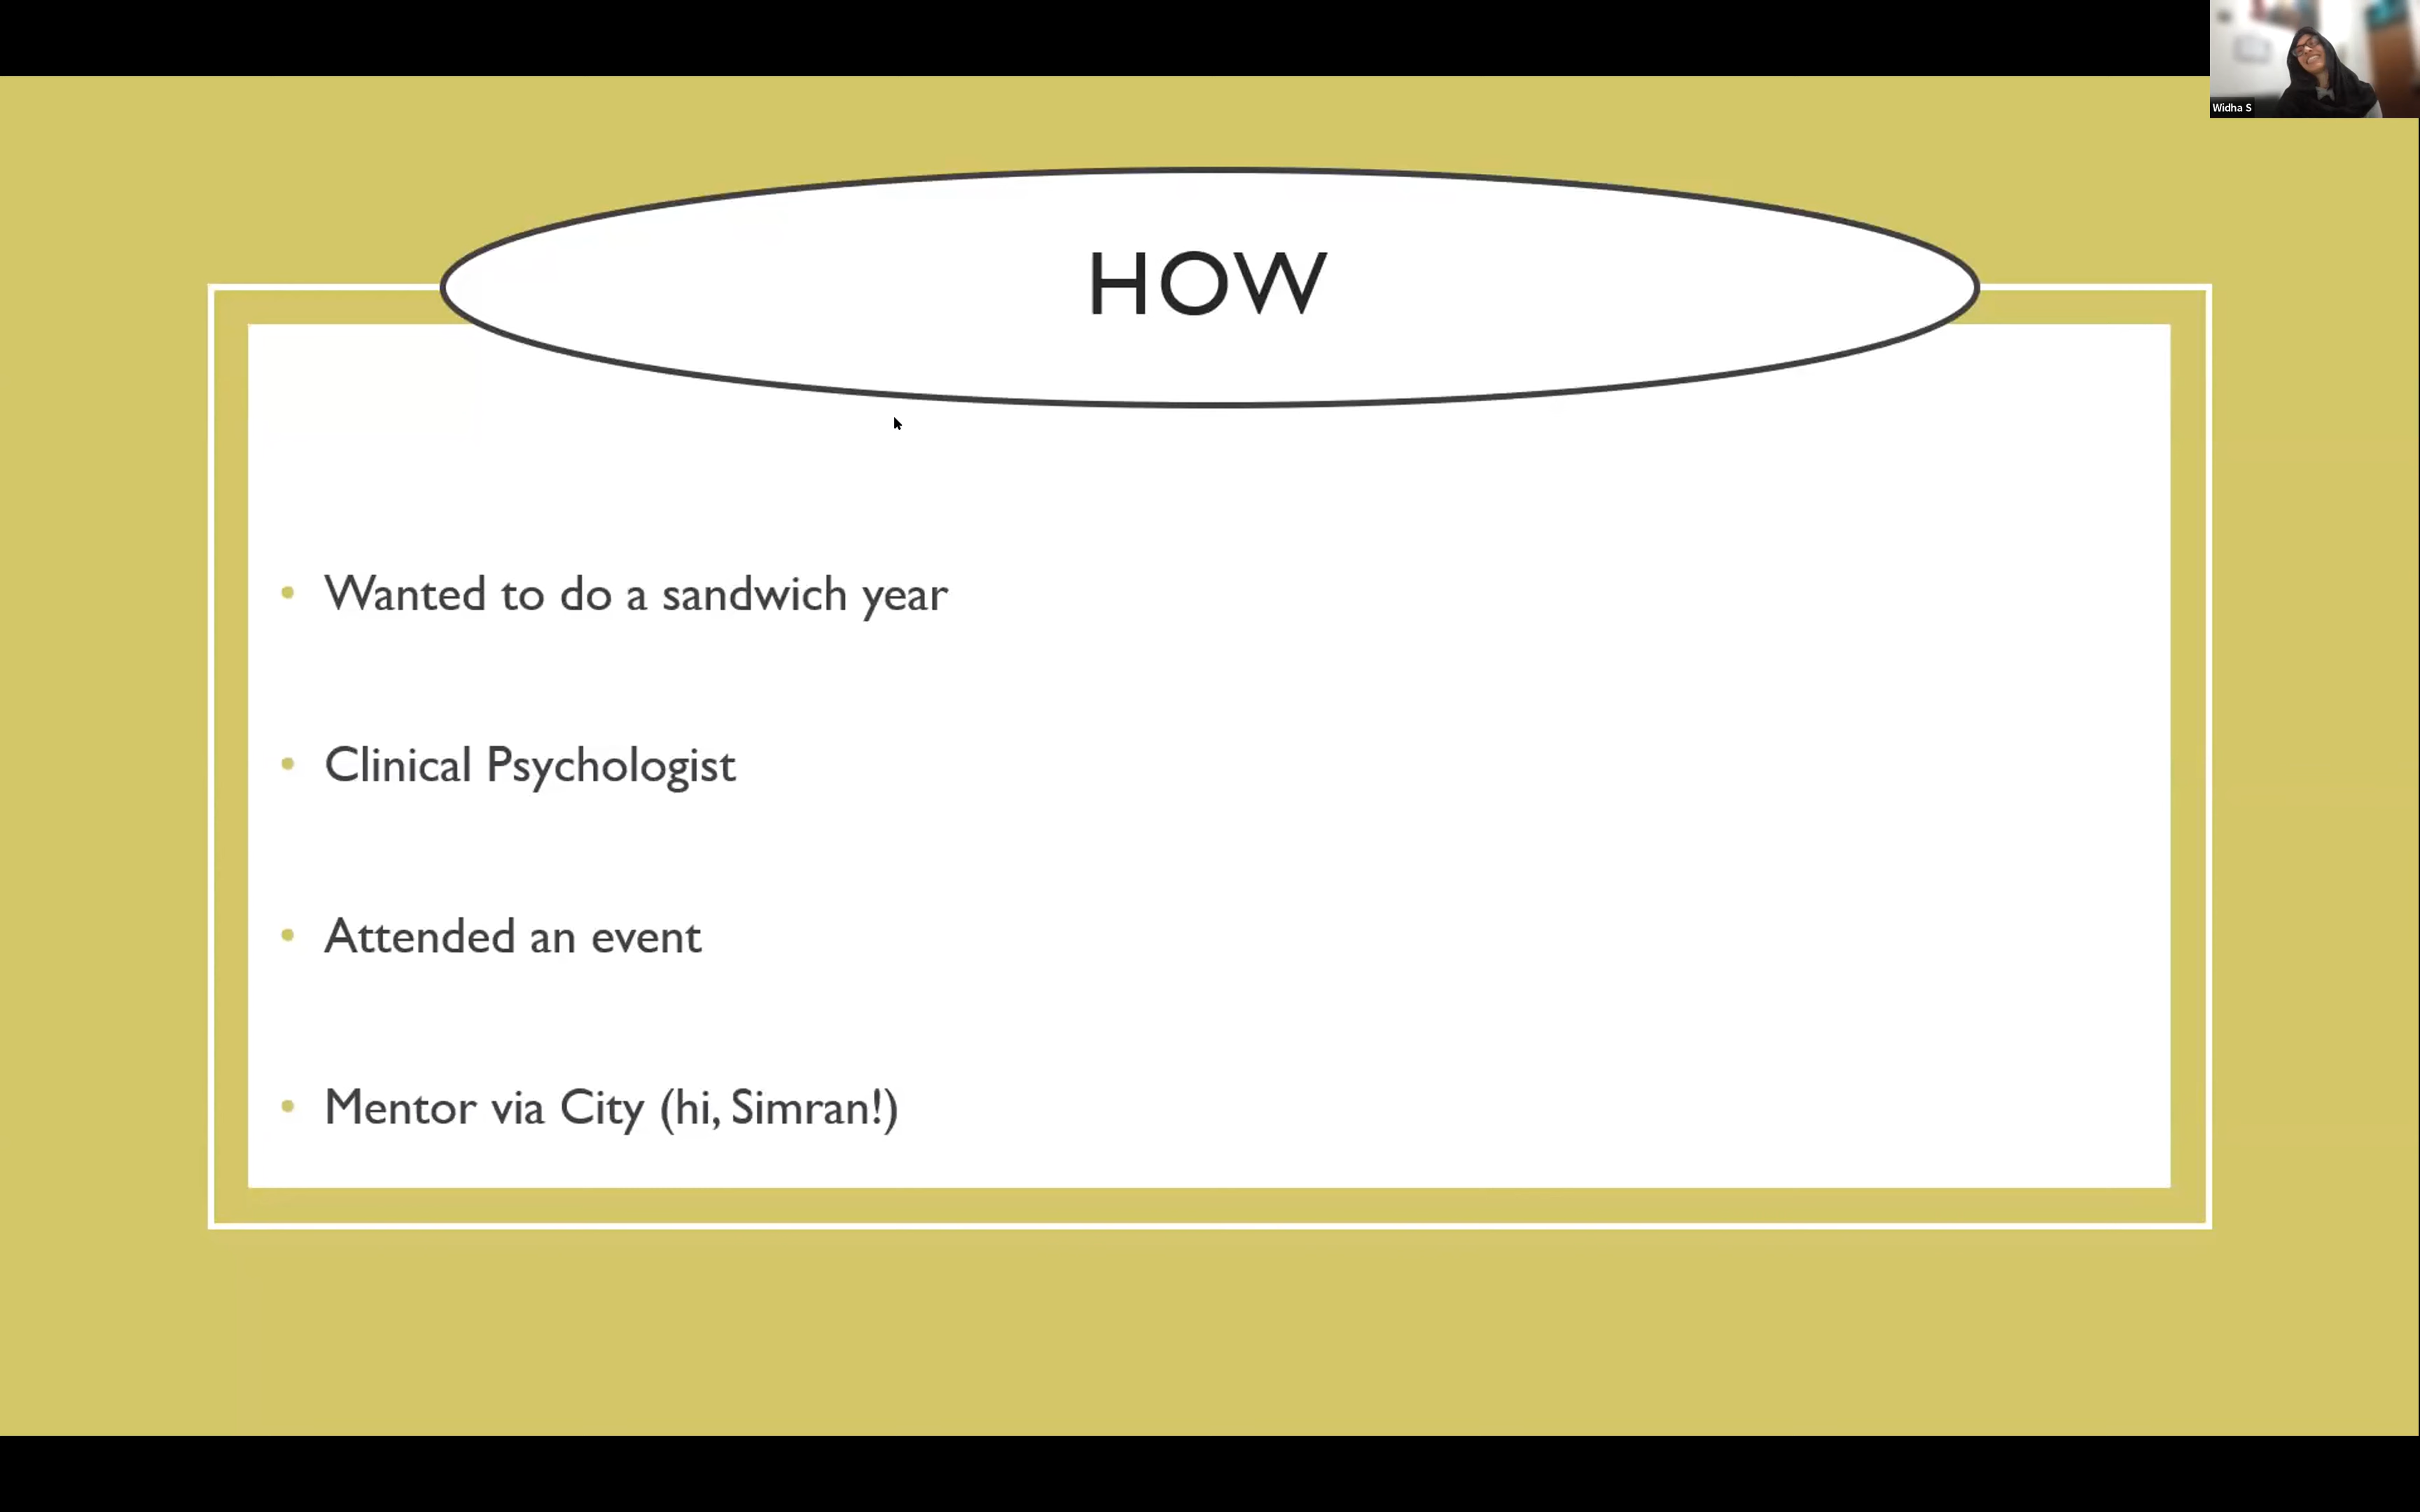 Widha S
HOW
Wanted to do a sandwich year
Clinical Psychologist
Attended an event
Mentor via City (hi, Simran!)